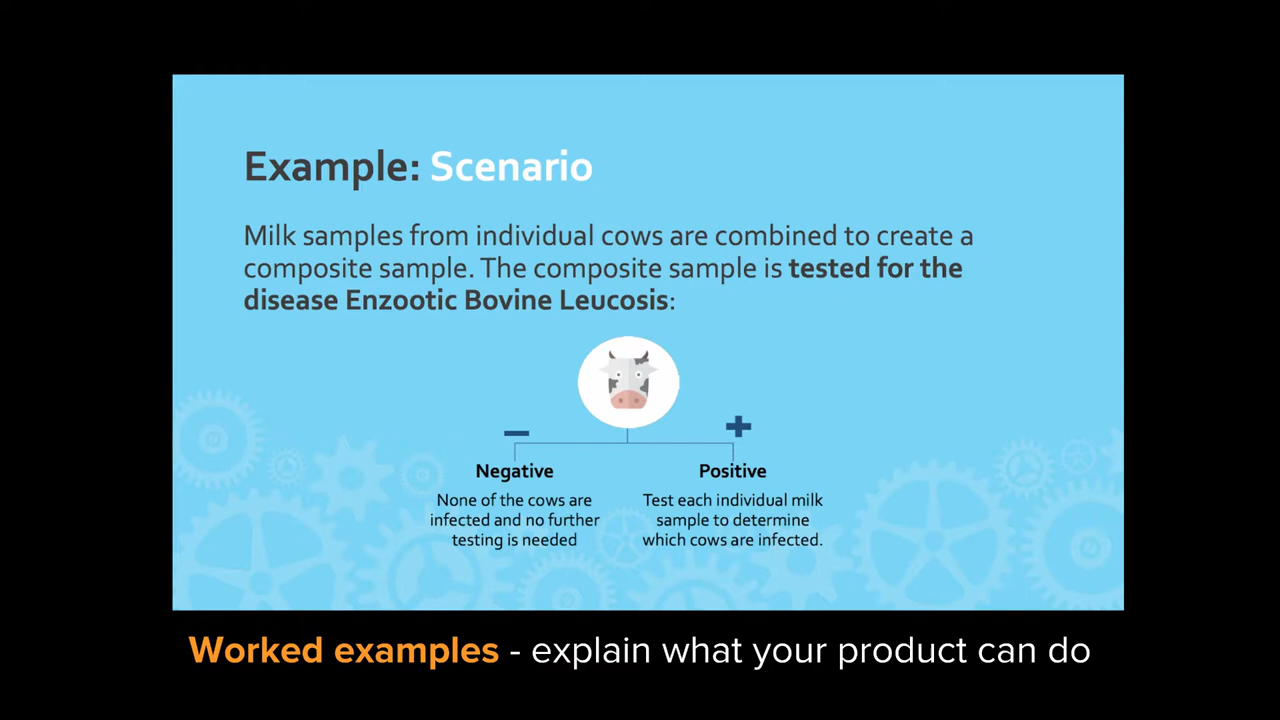 Example: Scenario
Milk samples from individual cows are combined to create a
composite sample. The composite sample is tested for the
disease Enzootic Bovine Leucosis:
Negative
None of the cows are
infected and no further
testing is needed
Positive
Test each individual milk
sample to determine
which cows are infected.
Worked examples - explain what your product can do